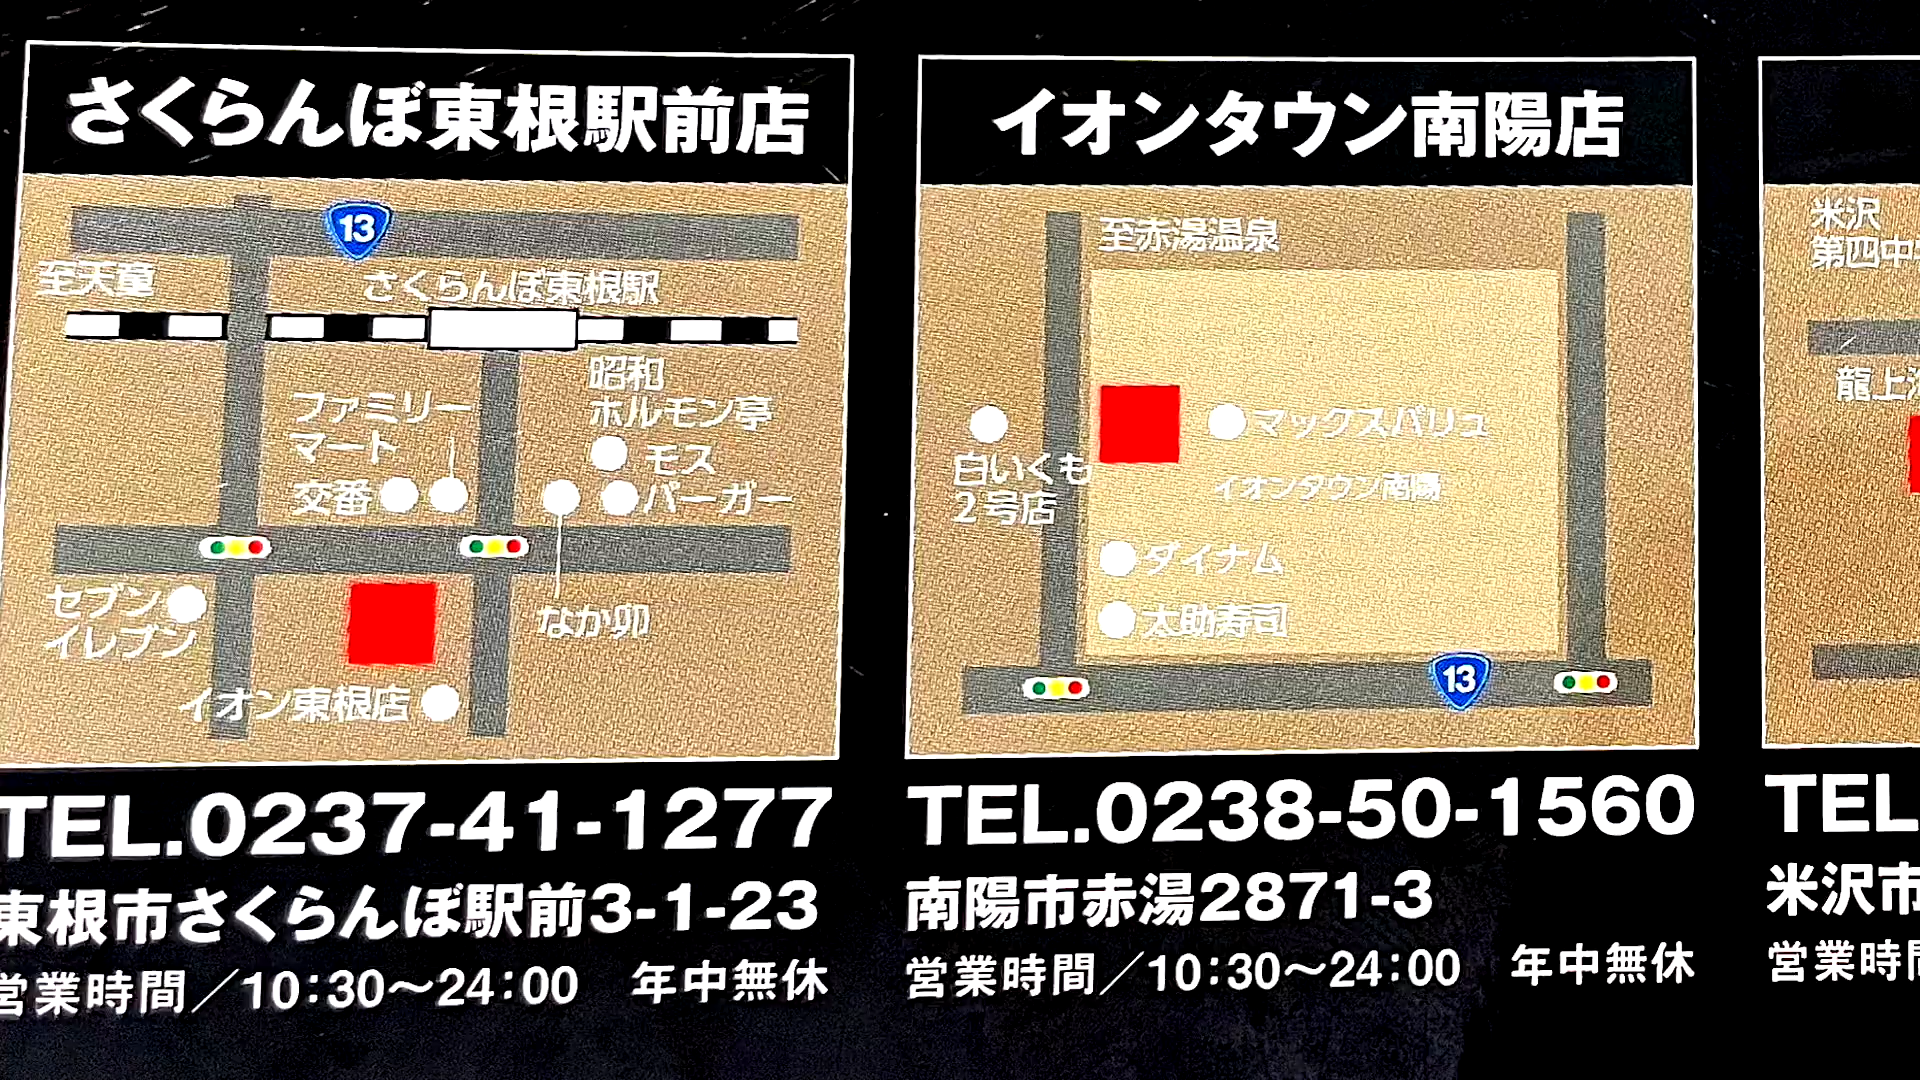 さくらんぼ東根駅前店
13
至天童
さくらんぼ東根駅
昭和
ホルモン亭
ファミリー
マート
モス
バーガー
交番
セブン
イレブン
なか卯
イオン東根店
TEL.0237-41-1277
東根市さくらんぼ駅前3-1-23
営業時間／10:30〜24:00 年中無休
イオンタウン南陽店
至赤湯温泉
マックスバリュ
白いくも
2号店
イオンタウン南陽
ダイナム
太助寿司
13
TEL.0238-50-1560
南陽市赤湯2871-3
営業時間／10:30〜24:00 年中無休
米沢
第四中
龍上
TEL
米沢市
営業時間